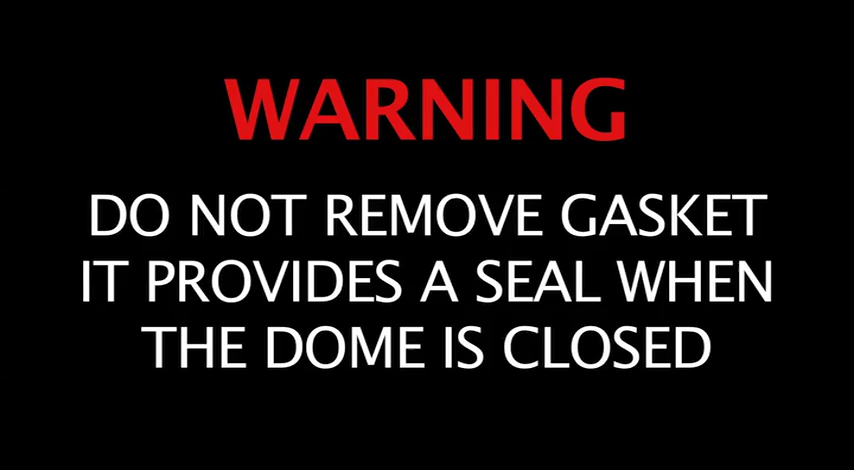 WARNING
DO NOT REMOVE GASKET
IT PROVIDES A SEAL WHEN
THE DOME IS CLOSED